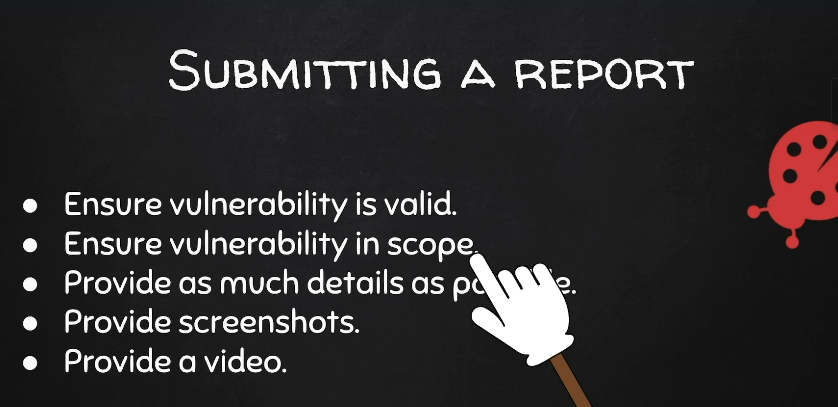 Submitting a report
● Ensure vulnerability is valid.
● Ensure vulnerability in scope.
● Provide as much details as
● Provide screenshots.
● Provide a video.